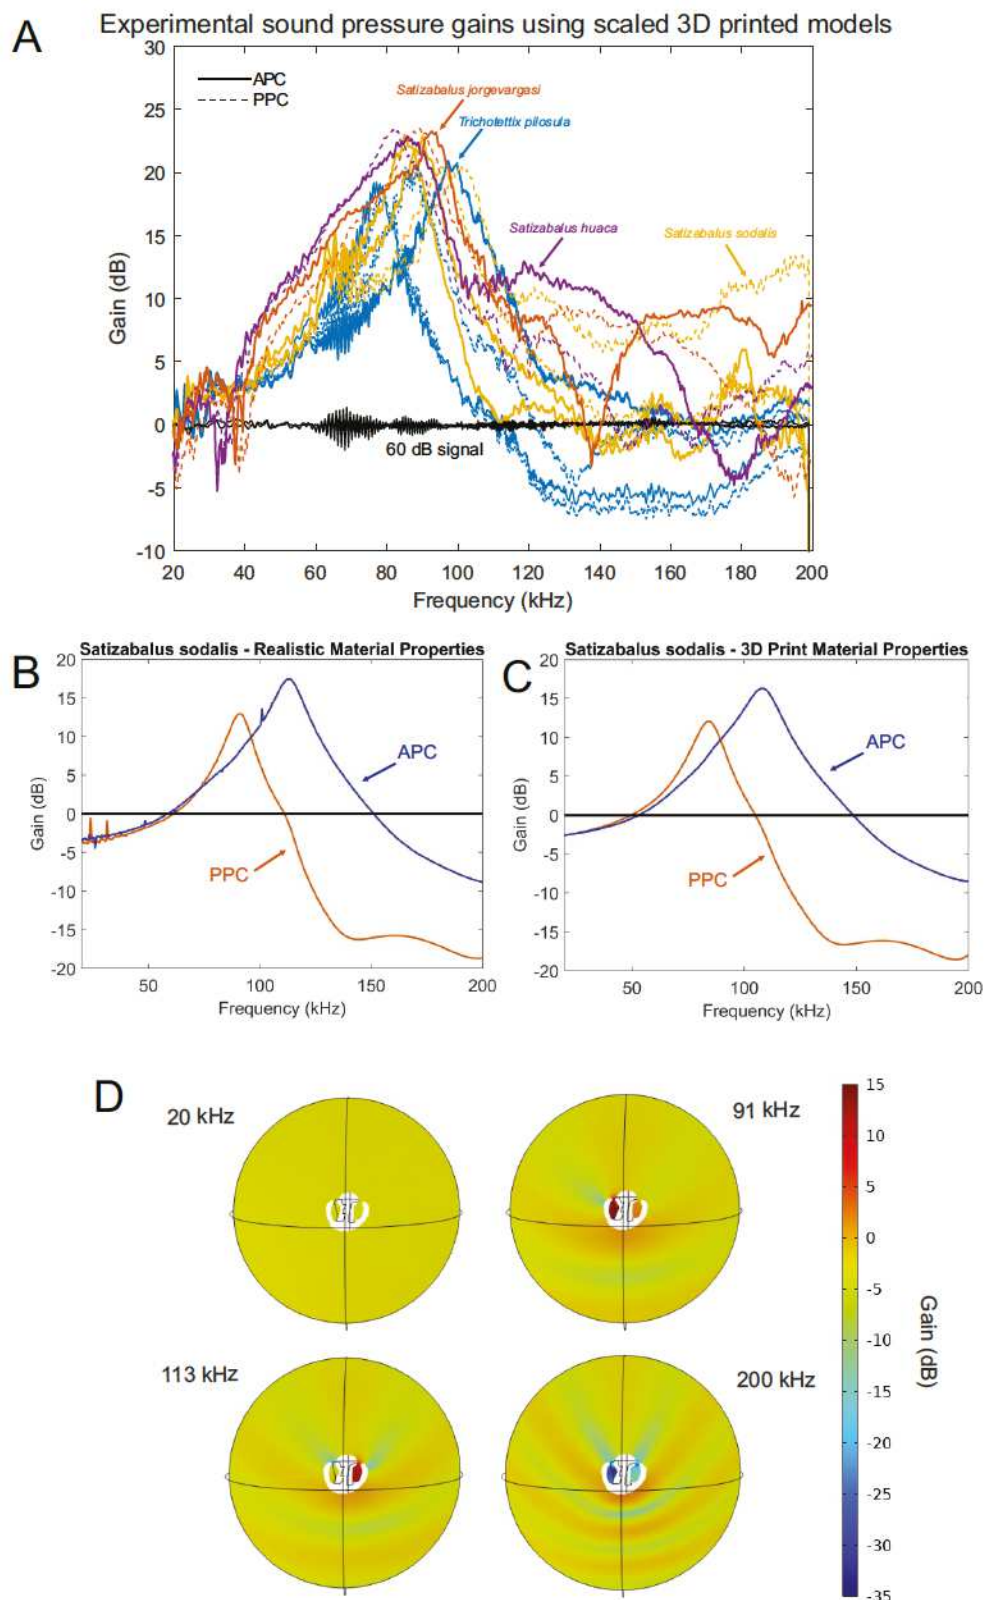 A
Experimental sound pressure gains using scaled 3D printed models
30
25
20
15
10
5
0
-5
-10
Gain (dB)
APC
PPC
Satizabalus jorgevargasi
Trichotettix pilosula
Satizabalus huaca
Satizabalus sodalis
60 dB signal
20 40 60 80 100 120 140 160 180 200
Frequency (kHz)
B
Satizabalus sodalis - Realistic Material Properties
20
15
10
5
0
-5
-10
-15
-20
Gain (dB)
APC
PPC
50 100 150 200
Frequency (kHz)
C
Satizabalus sodalis - 3D Print Material Properties
20
15
10
5
0
-5
-10
-15
-20
Gain (dB)
APC
PPC
50 100 150 200
Frequency (kHz)
D
20 kHz
91 kHz
113 kHz
200 kHz
15
10
5
0
-5
-10
-15
-20
-25
-30
-35
Gain (dB)